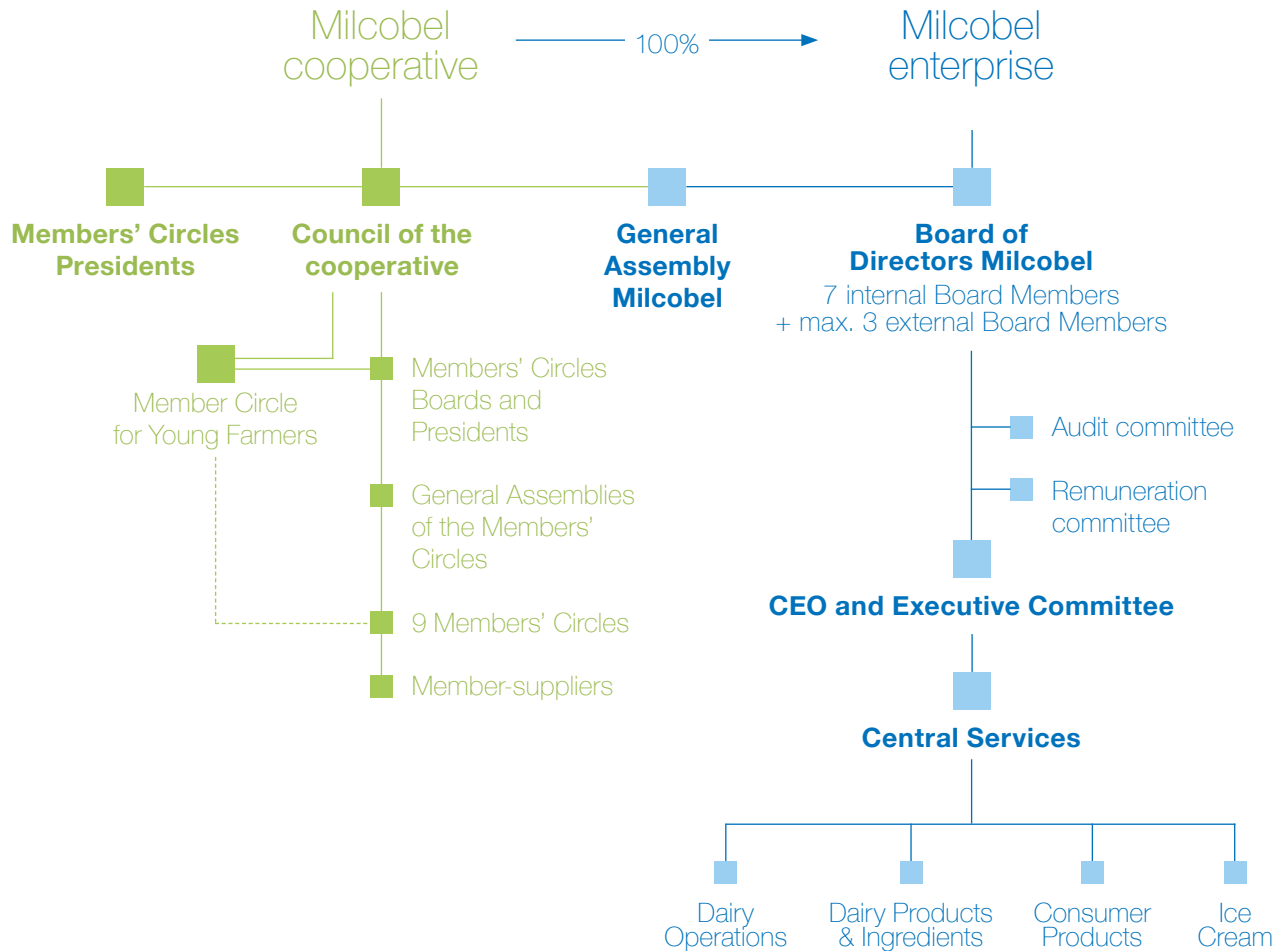 Milcobel
cooperative
100%
Milcobel
enterprise
Members’ Circles
Presidents
Council of the
cooperative
General
Assembly
Milcobel
Board of
Directors Milcobel
7 internal Board Members
+ max. 3 external Board Members
Member Circle
for Young Farmers
Members’ Circles
Boards and
Presidents
General Assemblies
of the Members’
Circles
9 Members’ Circles
Member-suppliers
Audit committee
Remuneration
committee
CEO and Executive Committee
Central Services
Dairy
Operations
Dairy Products
& Ingredients
Consumer
Products
Ice
Cream